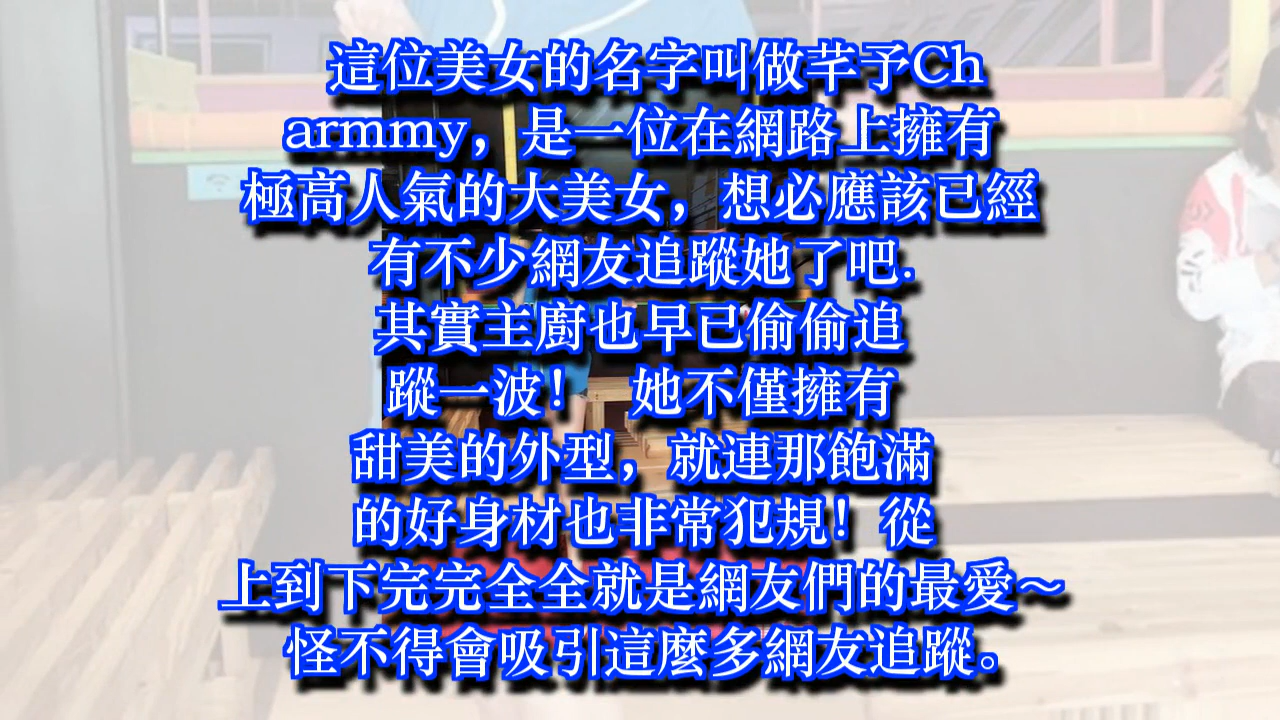 這位美女的名字叫做芊予Ch
armmy，是一位在網路上擁有
極高人氣的大美女，想必應該已經
有不少網友追蹤她了吧.
其實主廚也早已偷偷追
蹤一波！ 她不僅擁有
甜美的外型，就連那飽滿
的好身材也非常犯規！從
上到下完完全全就是網友們的最愛～
怪不得會吸引這麼多網友追蹤。